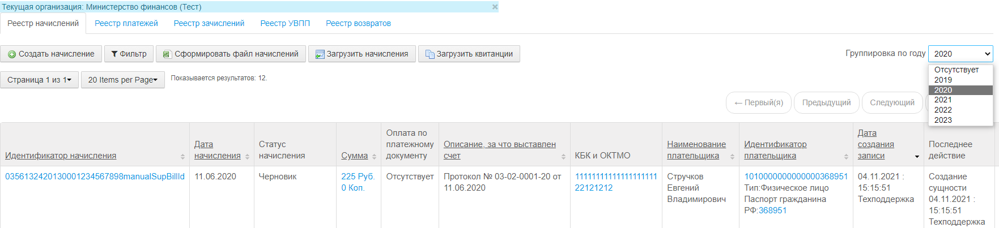 Текущая организация: Министерство финансов (Тест)
Реестр начислений Реестр платежей Реестр зачислений Реестр УВПП Реестр возвратов
Создать начисление Фильтр Сформировать файл начислений Загрузить начисления Загрузить квитанции Группировка по году 2020
Отсутствует
2019
2020
2021
2022
2023
Страница 1 из 1 20 Items per Page Показывается результатов: 12.
← Первый(я) Предыдущий Следующий
Идентификатор начисления
Дата
начисления
Статус
начисления
Сумма
Оплата по
платежному
документу
Описание, за что выставлен
счет
КБК и ОКТМО
Наименование
плательщика
Идентификатор
плательщика
Дата
создания
записи
Последнее
действие
0356132420130001234567898manualSupBillId
11.06.2020
Черновик
225 Руб.
0 Коп.
Отсутствует
Протокол № 03-02-0001-20 от
11.06.2020
11111111111111111111
22121212
Стручков
Евгений
Владимирович
1010000000000000368951
Тип:Физическое лицо
Паспорт гражданина
РФ:368951
04.11.2021 :
15:15:51
Техподдержка
Создание
сущности
04.11.2021 :
15:15:51
Техподдержка